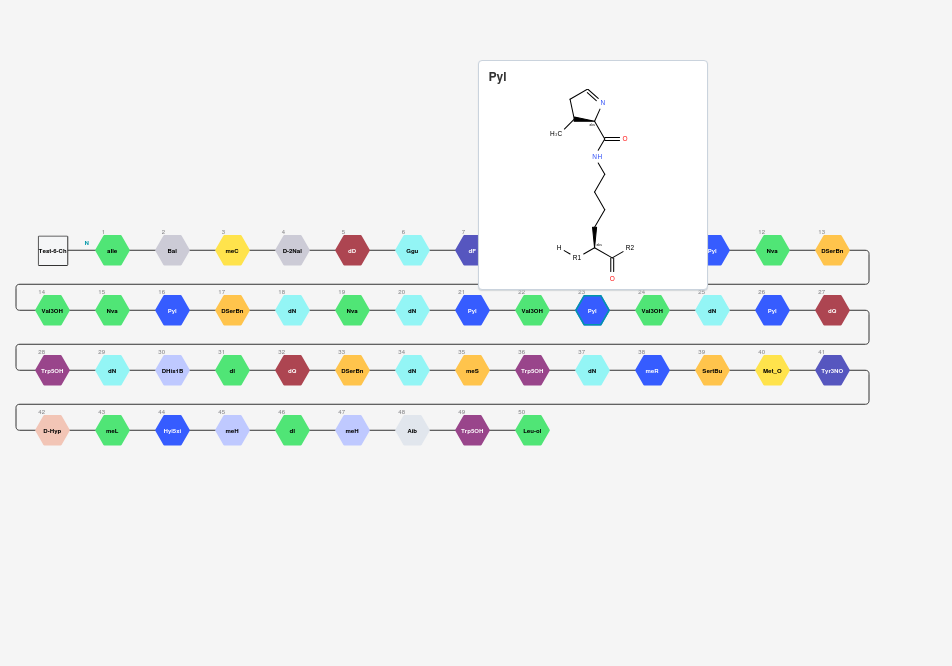 Pyl
N
H₃C
abs
O
NH
abs
H
R1
R2
O
1 2 3 4 5 6 7 12 13
Test-6-Ch N aIle Bal meC D-2Nal dD Ggu dF Pyl Nva DSerBn
14 15 16 17 18 19 20 21 22 23 24 25 26 27
Val3OH Nva Pyl DSerBn dN Nva dN Pyl Val3OH Pyl Val3OH dN Pyl dQ
28 29 30 31 32 33 34 35 36 37 38 39 40 41
Trp5OH dN DHis1B dI dQ DSerBn dN meS Trp5OH dN meR SertBu Met_O Tyr3NO
42 43 44 45 46 47 48 49 50
D-Hyp meL Hyl5xi meH dI meH Aib Trp5OH Leu-ol